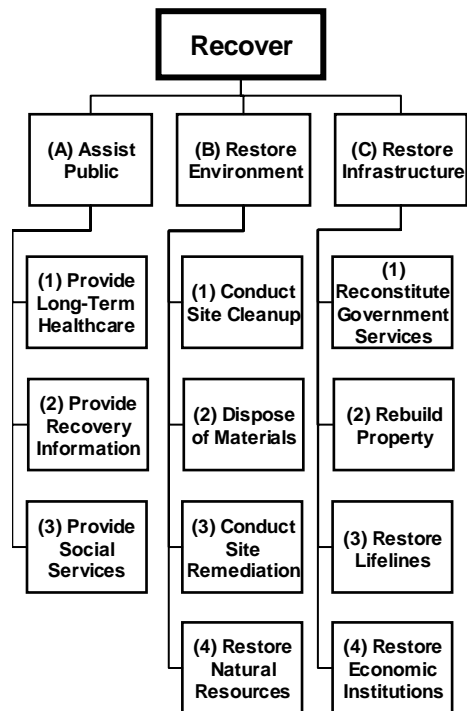 Recover
(A) Assist
Public
(B) Restore
Environment
(C) Restore
Infrastructure
(1) Provide
Long-Term
Healthcare
(2) Provide
Recovery
Information
(3) Provide
Social
Services
(1) Conduct
Site Cleanup
(2) Dispose
of Materials
(3) Conduct
Site
Remediation
(4) Restore
Natural
Resources
(1)
Reconstitute
Government
Services
(2) Rebuild
Property
(3) Restore
Lifelines
(4) Restore
Economic
Institutions